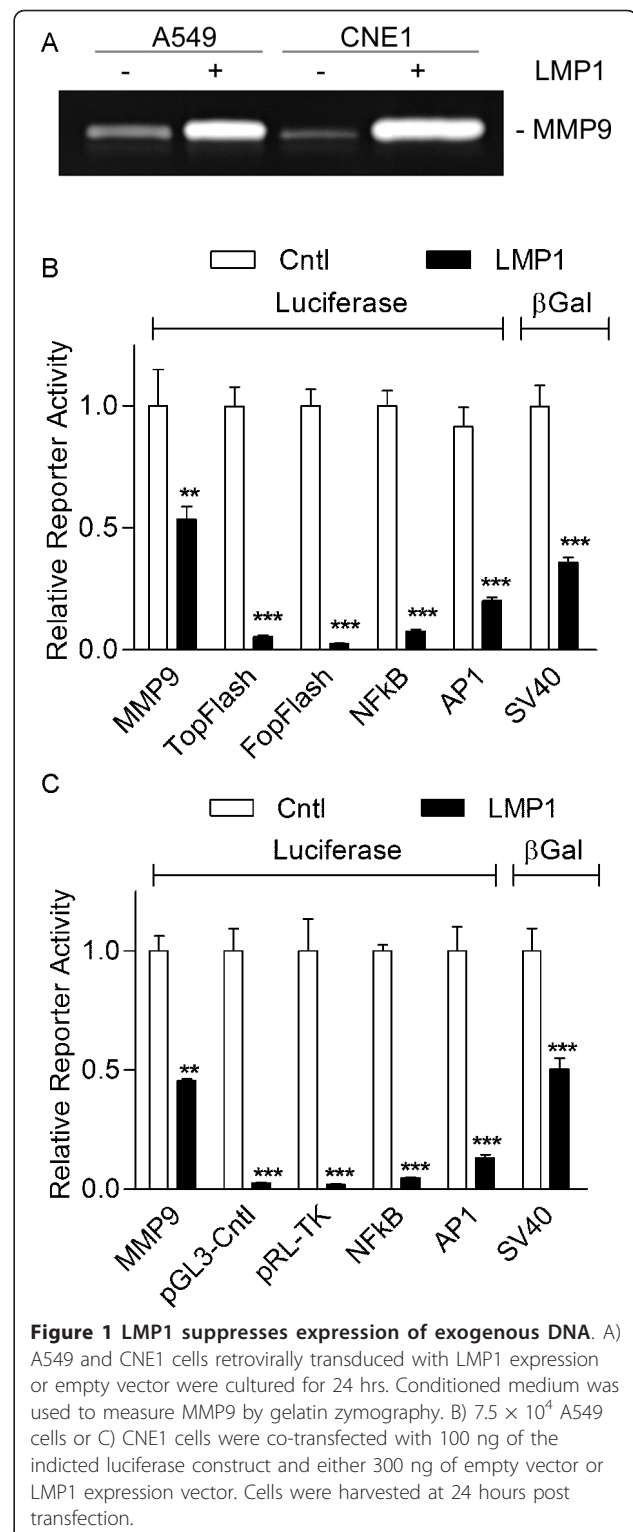 A
A549 CNE1
- + - + LMP1
- MMP9
B
Cntl LMP1
Luciferase βGal
Relative Reporter Activity
1.0
0.5
0.0
** *** *** *** *** ***
MMP9 TopFlash FopFlash NFkB AP1 SV40
C
Cntl LMP1
Luciferase βGal
Relative Reporter Activity
1.0
0.5
0.0
** *** *** *** *** ***
MMP9 pGL3-Cntl pRL-TK NFkB AP1 SV40
Figure 1 LMP1 suppresses expression of exogenous DNA. A)
A549 and CNE1 cells retrovirally transduced with LMP1 expression
or empty vector were cultured for 24 hrs. Conditioned medium was
used to measure MMP9 by gelatin zymography. B) 7.5 × 10⁴ A549
cells or C) CNE1 cells were co-transfected with 100 ng of the
indicted luciferase construct and either 300 ng of empty vector or
LMP1 expression vector. Cells were harvested at 24 hours post
transfection.